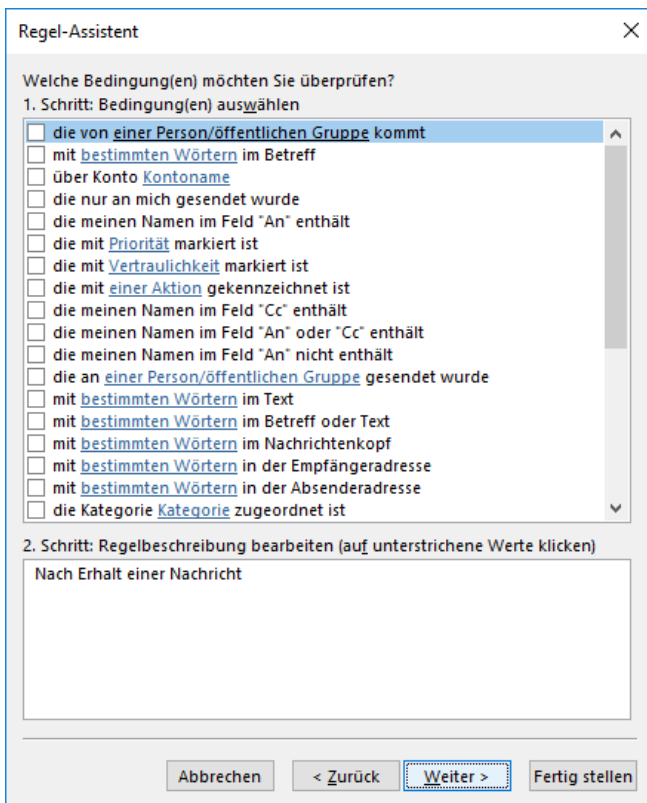 Regel-Assistent
Welche Bedingung(en) möchten Sie überprüfen?
1. Schritt: Bedingung(en) auswählen
die von einer Person/öffentlichen Gruppe kommt
mit bestimmten Wörtern im Betreff
über Konto Kontoname
die nur an mich gesendet wurde
die meinen Namen im Feld "An" enthält
die mit Priorität markiert ist
die mit Vertraulichkeit markiert ist
die mit einer Aktion gekennzeichnet ist
die meinen Namen im Feld "Cc" enthält
die meinen Namen im Feld "An" oder "Cc" enthält
die meinen Namen im Feld "An" nicht enthält
die an einer Person/öffentlichen Gruppe gesendet wurde
mit bestimmten Wörtern im Text
mit bestimmten Wörtern im Betreff oder Text
mit bestimmten Wörtern im Nachrichtenkopf
mit bestimmten Wörtern in der Empfängeradresse
mit bestimmten Wörtern in der Absenderadresse
die Kategorie Kategorie zugeordnet ist
2. Schritt: Regelbeschreibung bearbeiten (auf unterstrichene Werte klicken)
Nach Erhalt einer Nachricht
Abbrechen < Zurück Weiter > Fertig stellen